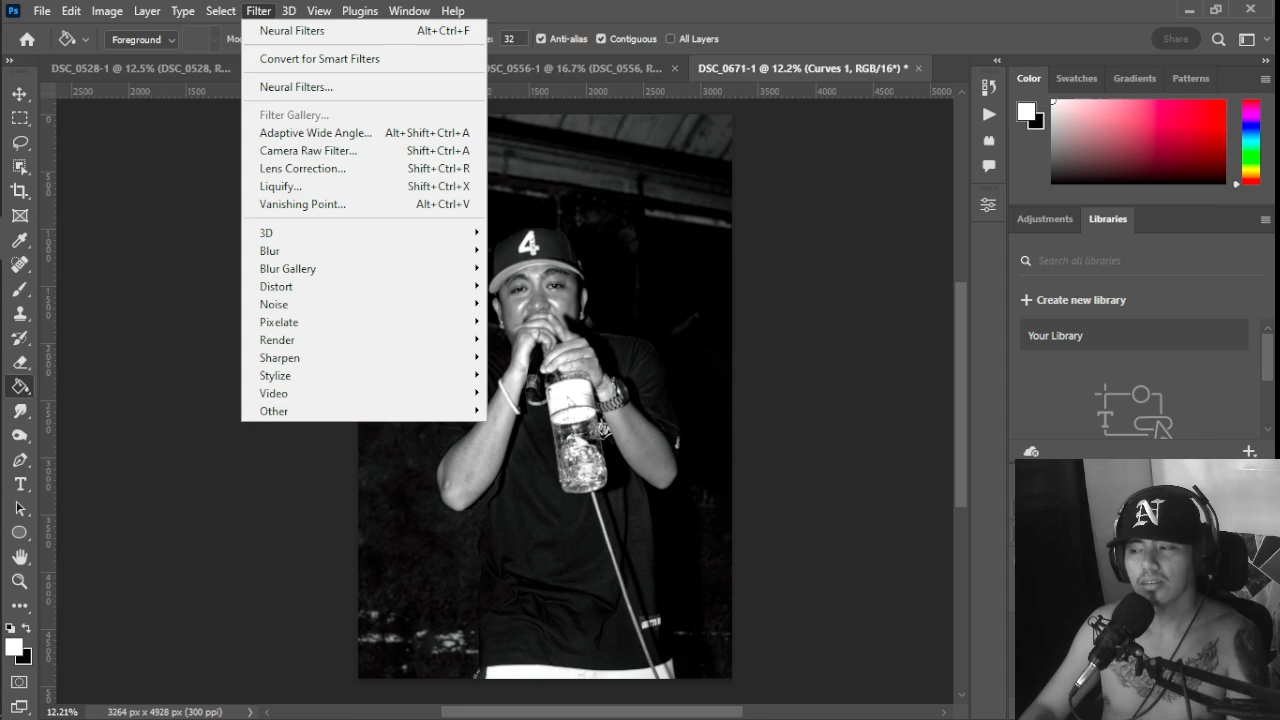 Ps File Edit Image Layer Type Select Filter 3D View Plugins Window Help
Foreground
32 Anti-alias Contiguous All Layers
Share
DSC_0528-1 @ 12.5% (DSC_0528, R...
DSC_0556-1 @ 16.7% (DSC_0556, R...
DSC_0671-1 @ 12.2% (Curves 1, RGB/16*) *
2500 2000 1500 2000 2500 3000 3500 4000 4500 5000
Neural Filters Alt+Ctrl+F
Convert for Smart Filters
Neural Filters...
Filter Gallery...
Adaptive Wide Angle... Alt+Shift+Ctrl+A
Camera Raw Filter... Shift+Ctrl+A
Lens Correction... Shift+Ctrl+R
Liquify... Shift+Ctrl+X
Vanishing Point... Alt+Ctrl+V
3D
Blur
Blur Gallery
Distort
Noise
Pixelate
Render
Sharpen
Stylize
Video
Other
4
Color Swatches Gradients Patterns
Adjustments Libraries
Search all libraries
Create new library
Your Library
T
N
12.21% 3264 px x 4928 px (300 ppi)